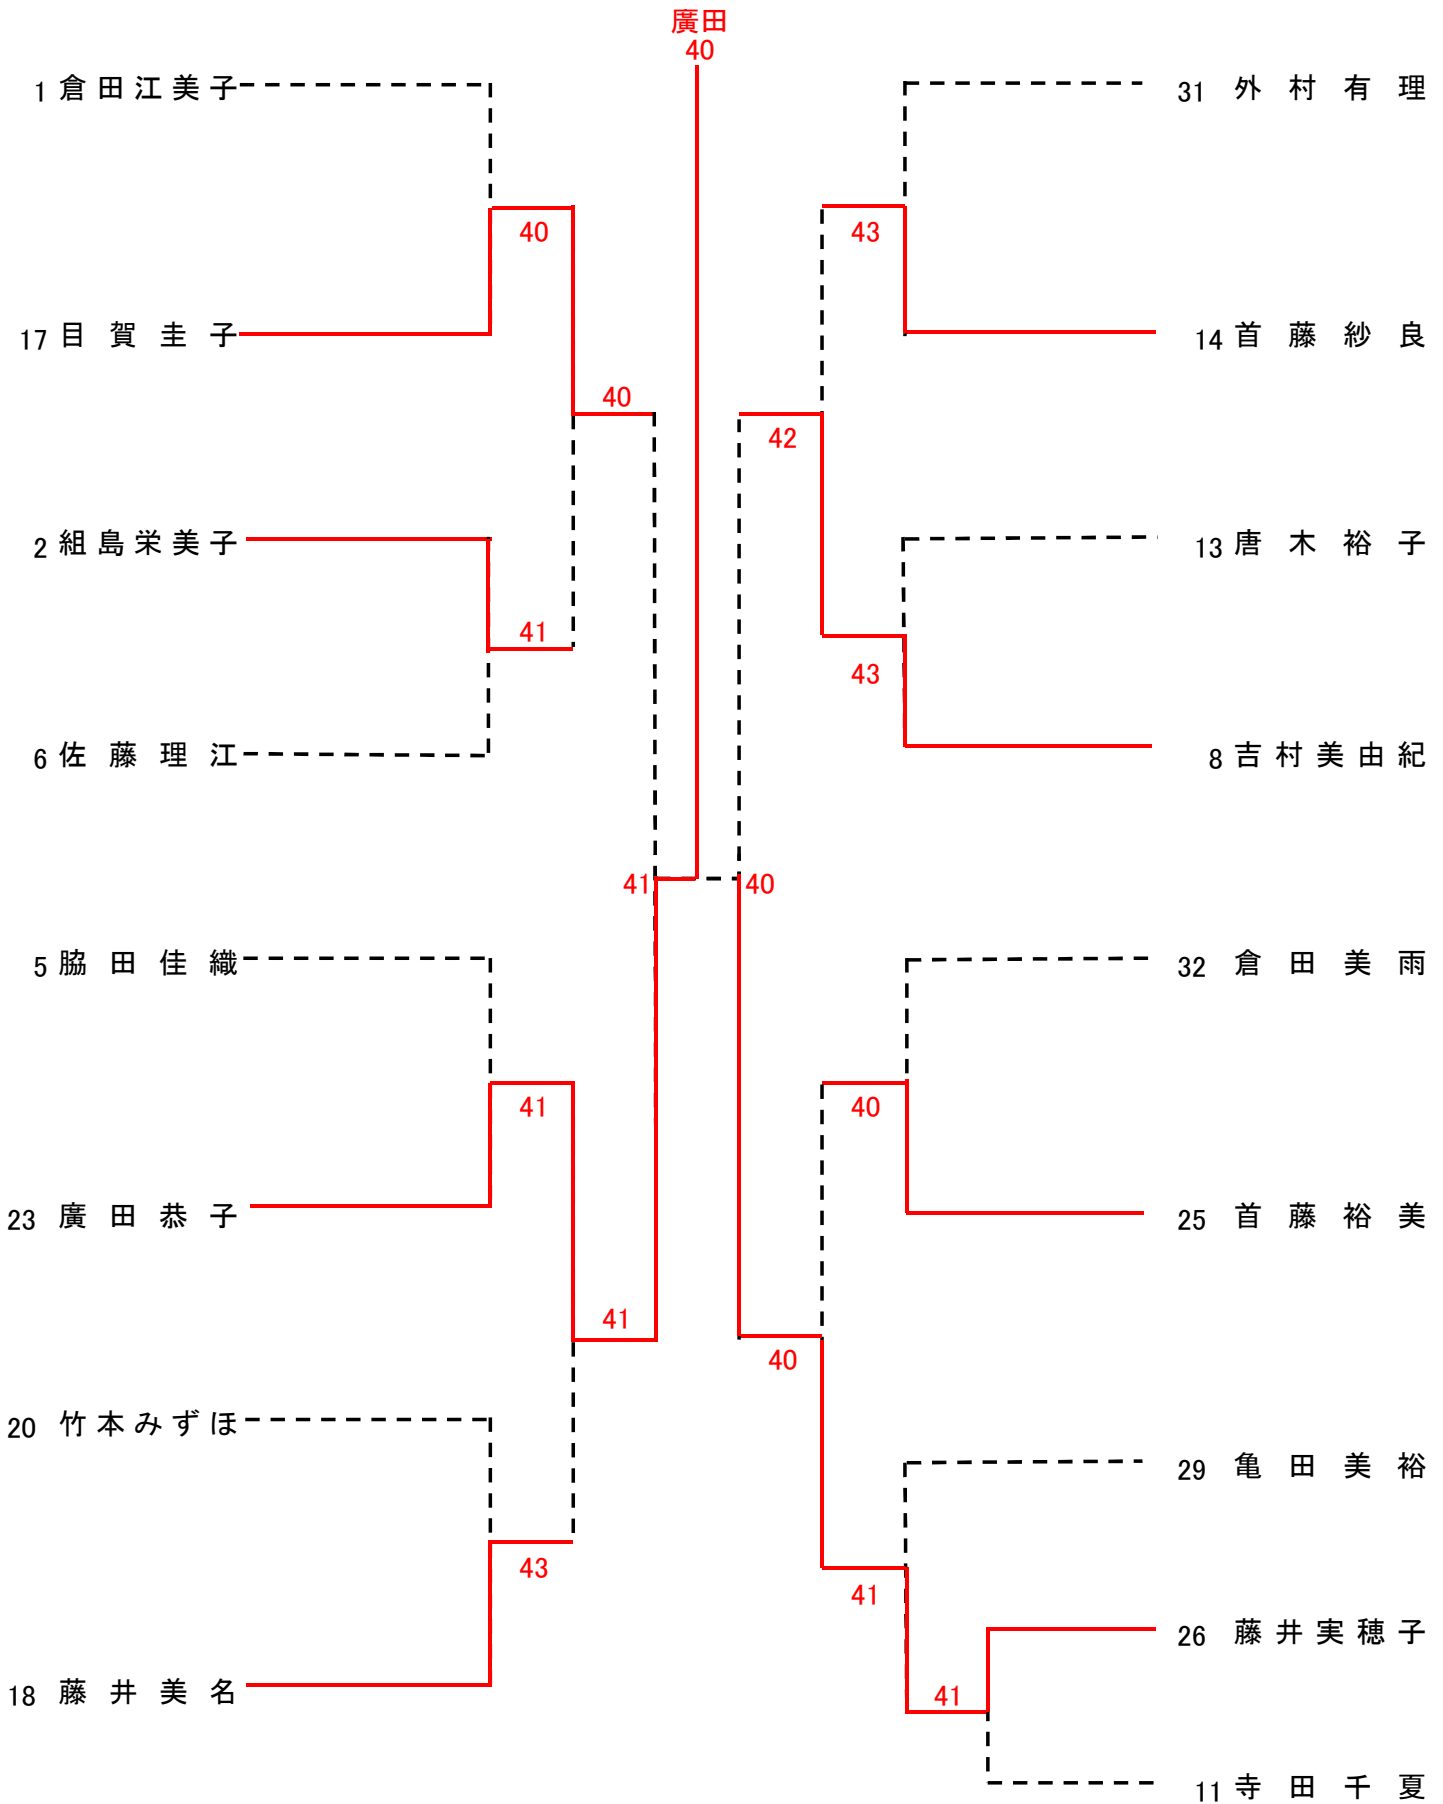 廣田
40
1 倉田江美子
31 外村有理
40
43
17 目賀圭子
14 首藤紗良
40
42
2 組島栄美子
13 唐木裕子
41
43
6 佐藤理江
8 吉村美由紀
41
40
5 脇田佳織
32 倉田美雨
41
40
23 廣田恭子
25 首藤裕美
41
40
20 竹本みずほ
29 亀田美裕
43
41
26 藤井実穂子
18 藤井美名
41
11 寺田千夏